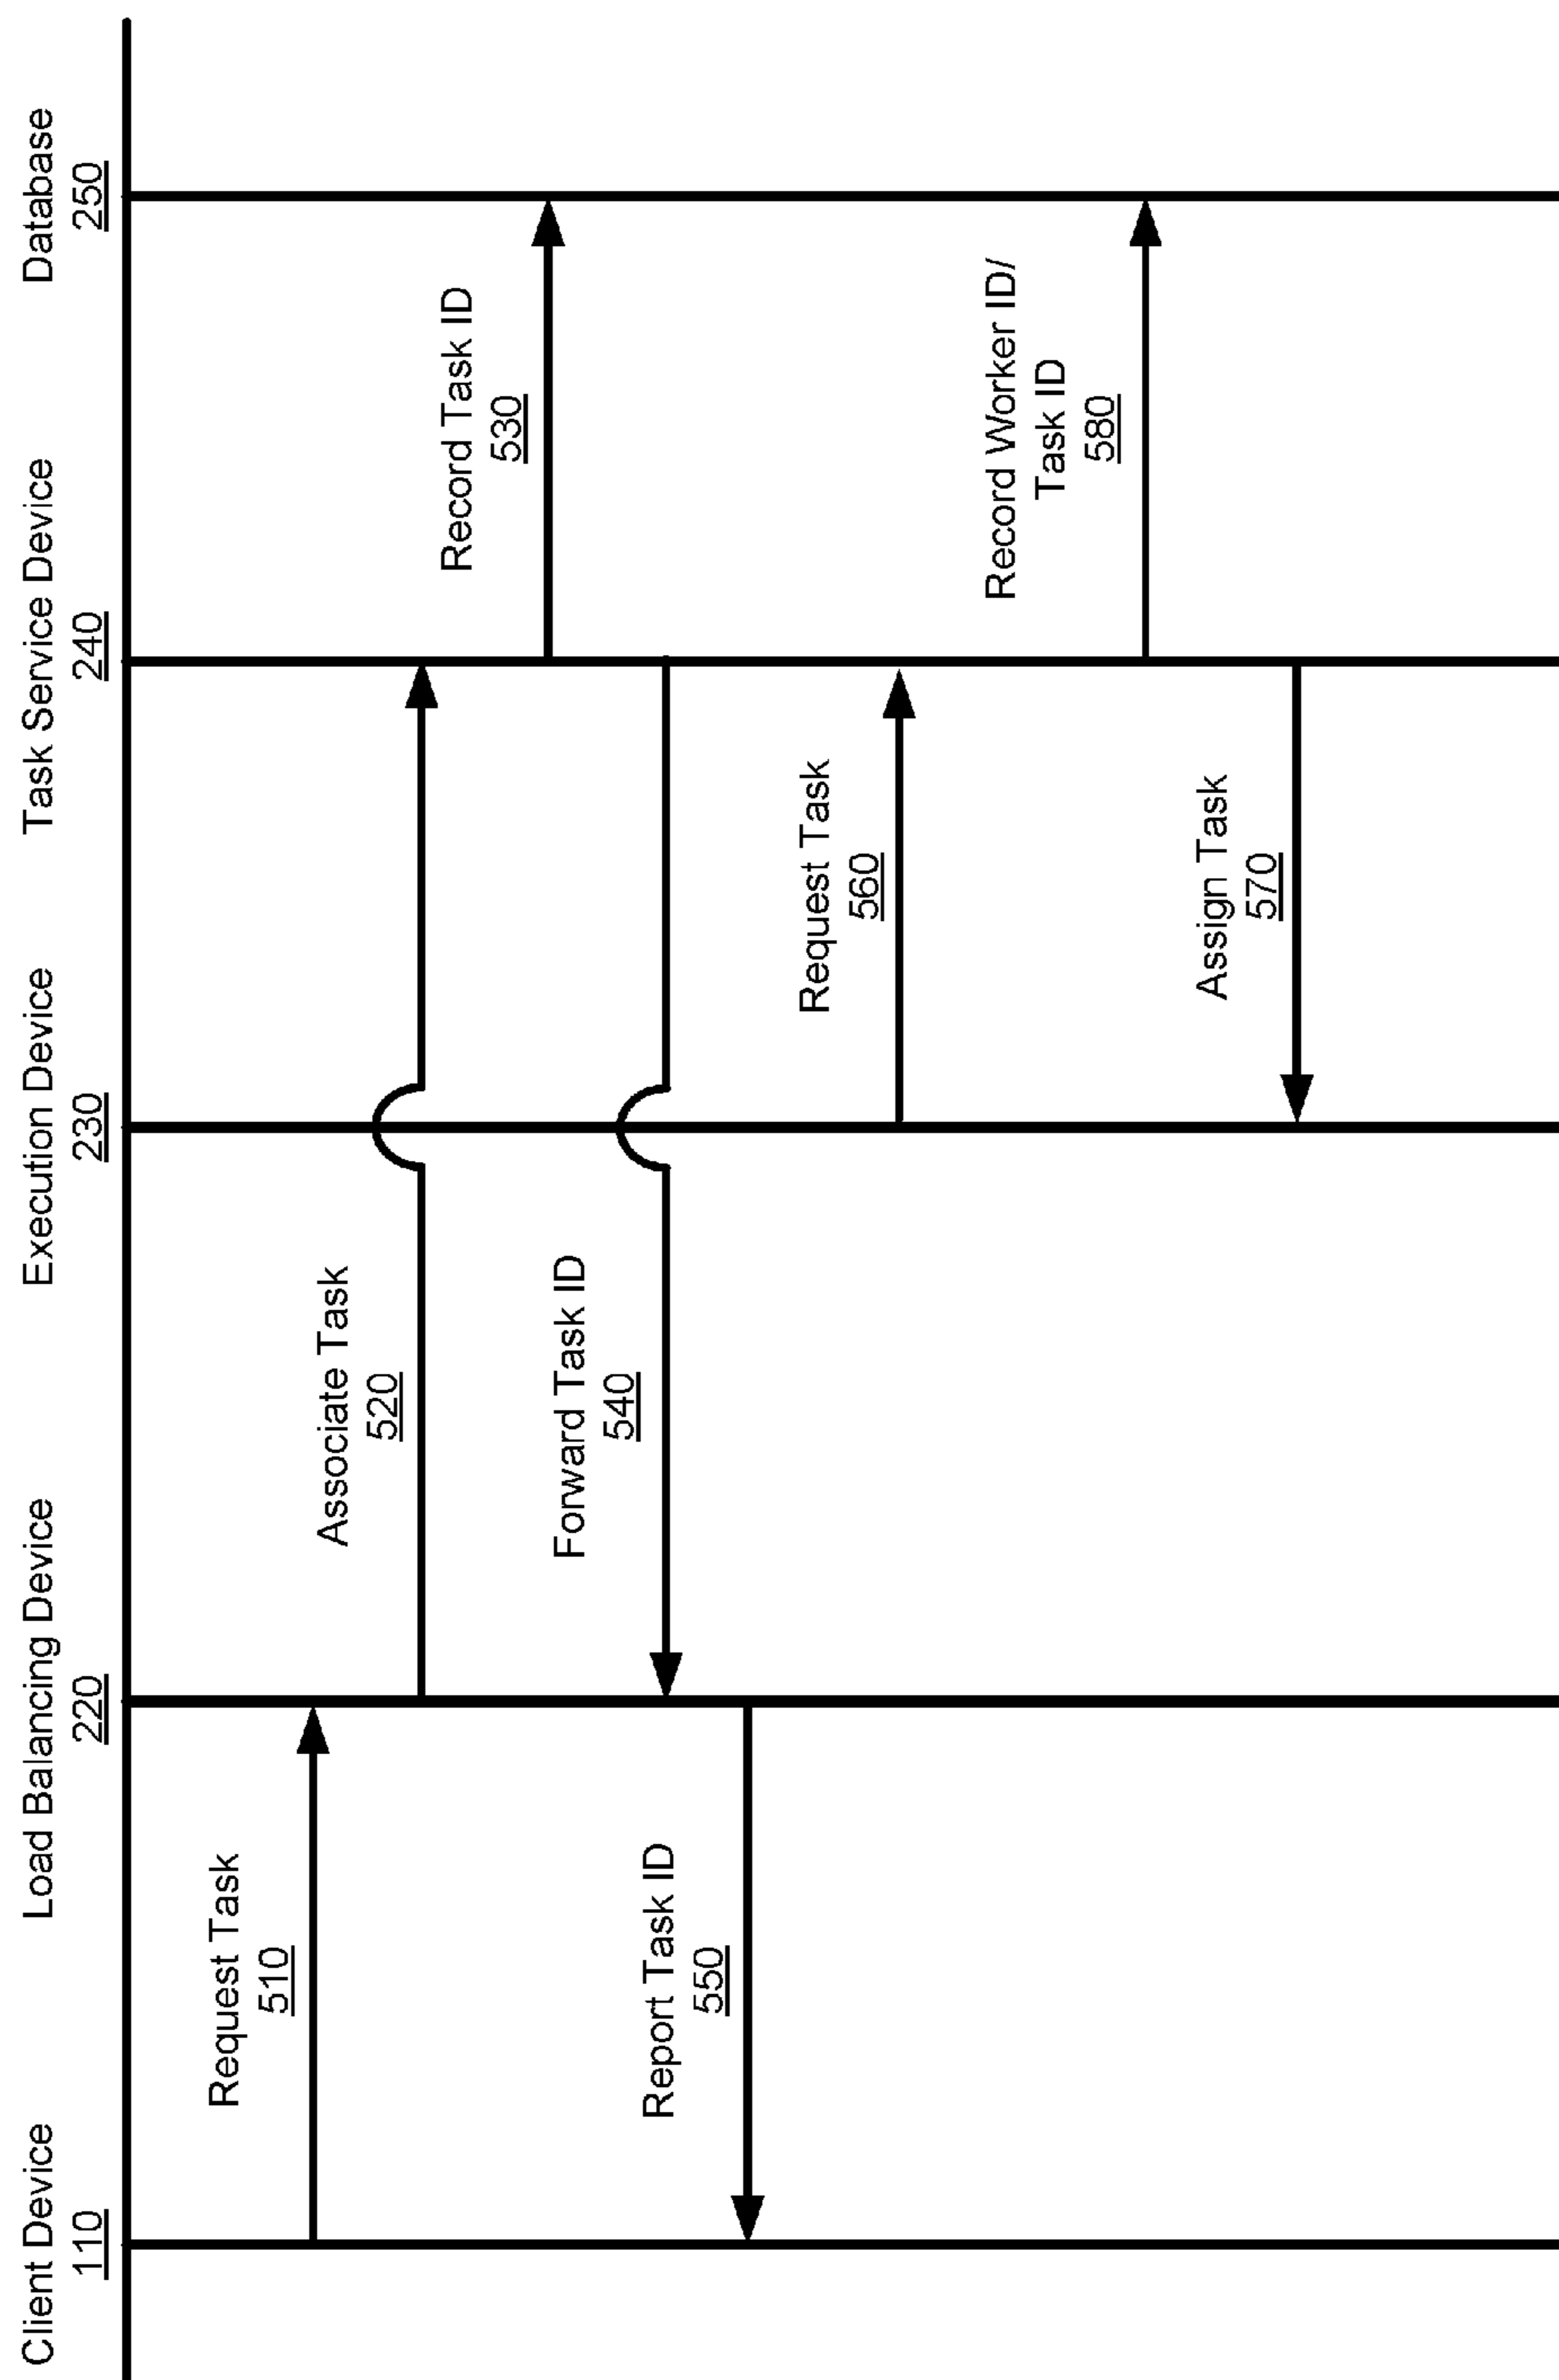 Client Device
110
Load Balancing Device
220
Execution Device
230
Task Service Device
240
Database
250
Request Task
510
Associate Task
520
Record Task ID
530
Forward Task ID
540
Report Task ID
550
Request Task
560
Record Worker ID/
Task ID
580
Assign Task
570